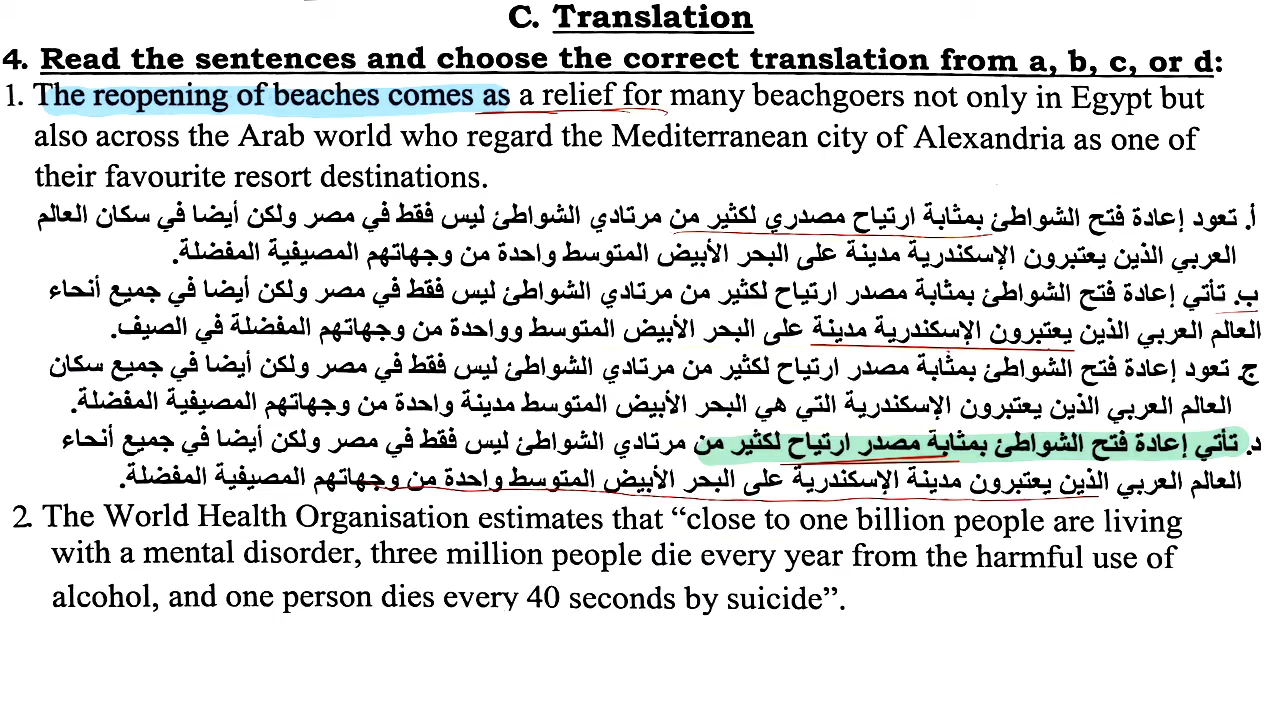 C. Translation
4. Read the sentences and choose the correct translation from a, b, c, or d:
1. The reopening of beaches comes as a relief for many beachgoers not only in Egypt but
also across the Arab world who regard the Mediterranean city of Alexandria as one of
their favourite resort destinations.
أ. تعود إعادة فتح الشواطئ بمثابة ارتياح مصدري لكثير من مرتادي الشواطئ ليس فقط في مصر ولكن أيضا في سكان العالم
العربي الذين يعتبرون الإسكندرية مدينة على البحر الأبيض المتوسط واحدة من وجهاتهم المصيفية المفضلة.
ب. تأتي إعادة فتح الشواطئ بمثابة مصدر ارتياح لكثير من مرتادي الشواطئ ليس فقط في مصر ولكن أيضا في جميع أنحاء
العالم العربي الذين يعتبرون الإسكندرية مدينة على البحر الأبيض المتوسط وواحدة من وجهاتهم المفضلة في الصيف.
ج. تعود إعادة فتح الشواطئ بمثابة مصدر ارتياح لكثير من مرتادي الشواطئ ليس فقط في مصر ولكن أيضا في جميع سكان
العالم العربي الذين يعتبرون الإسكندرية التي هي البحر الأبيض المتوسط مدينة واحدة من وجهاتهم المصيفية المفضلة.
د. تأتي إعادة فتح الشواطئ بمثابة مصدر ارتياح لكثير من مرتادي الشواطئ ليس فقط في مصر ولكن أيضا في جميع أنحاء
العالم العربي الذين يعتبرون مدينة الإسكندرية على البحر الأبيض المتوسط واحدة من وجهاتهم المصيفية المفضلة.
2. The World Health Organisation estimates that “close to one billion people are living
with a mental disorder, three million people die every year from the harmful use of
alcohol, and one person dies every 40 seconds by suicide”.